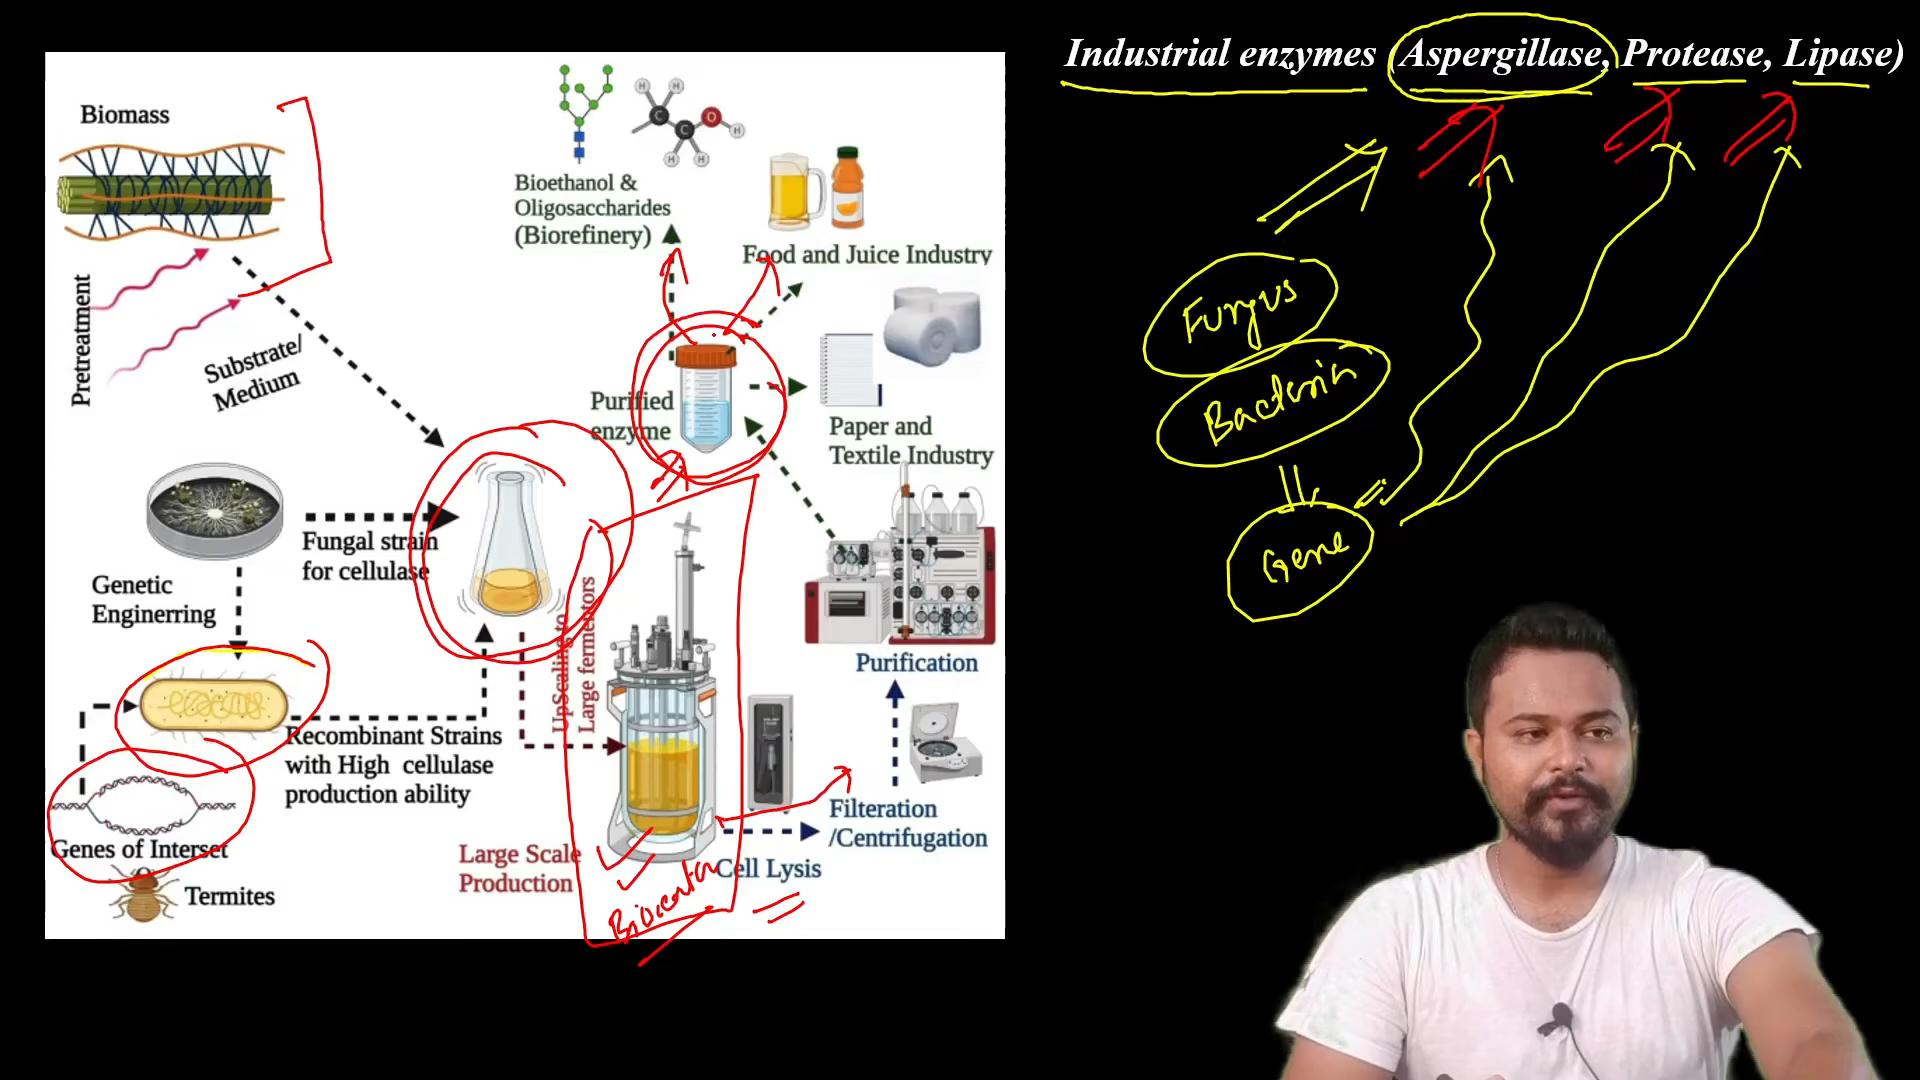 Industrial enzymes (Aspergillase, Protease, Lipase)
Biomass
Pretreatment
Substrate/
Medium
Bioethanol &
Oligosaccharides
(Biorefinery)
Food and Juice Industry
Purified
enzyme
Paper and
Textile Industry
Fungal strain
for cellulase
Genetic
Enginerring
Recombinant Strains
with High cellulase
production ability
Genes of Interset
Termites
UpScaling to
Large fermentors
Large Scale
Production
Cell Lysis
Filteration
/Centrifugation
Purification
Fungus
Bacteria
Gene